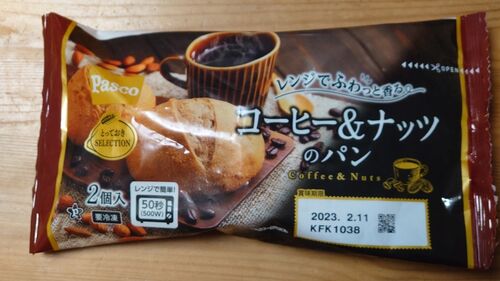 Pasco
とっておき
SELECTION
レンジでふわっと香る
OPEN
コーヒー&ナッツ
のパン
Coffee & Nuts
2個入
要冷凍
レンジで簡単!
50秒
(500W)
賞味期限
2023. 2.11
KFK1038